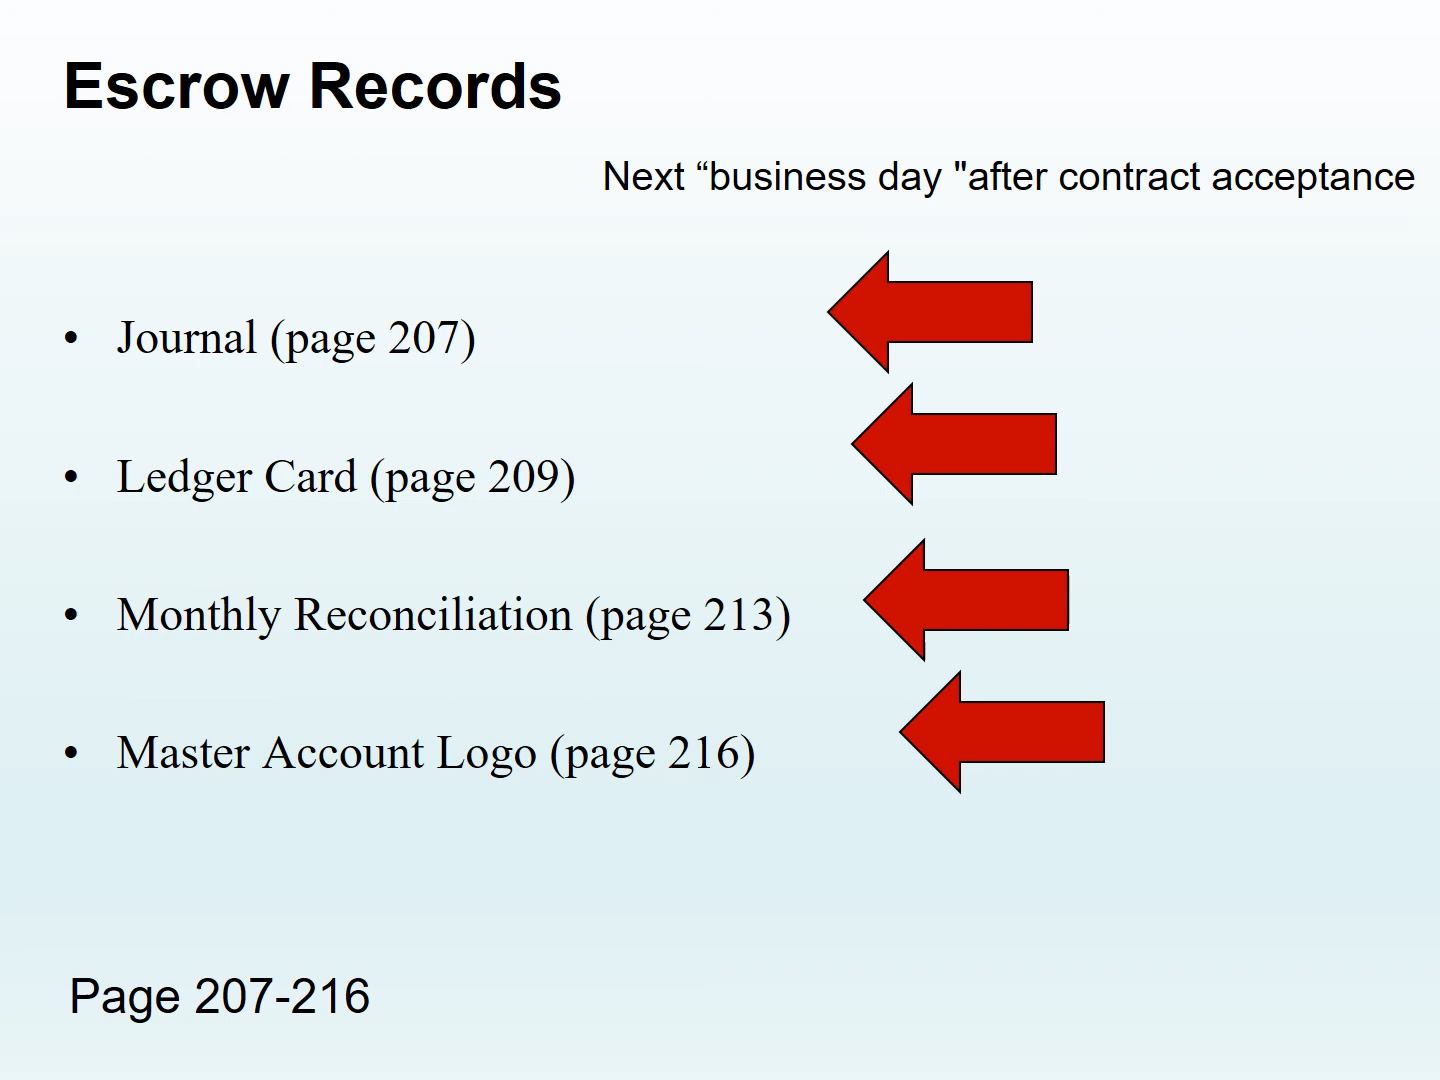 Escrow Records
Next “business day "after contract acceptance
• Journal (page 207)
• Ledger Card (page 209)
• Monthly Reconciliation (page 213)
• Master Account Logo (page 216)
Page 207-216